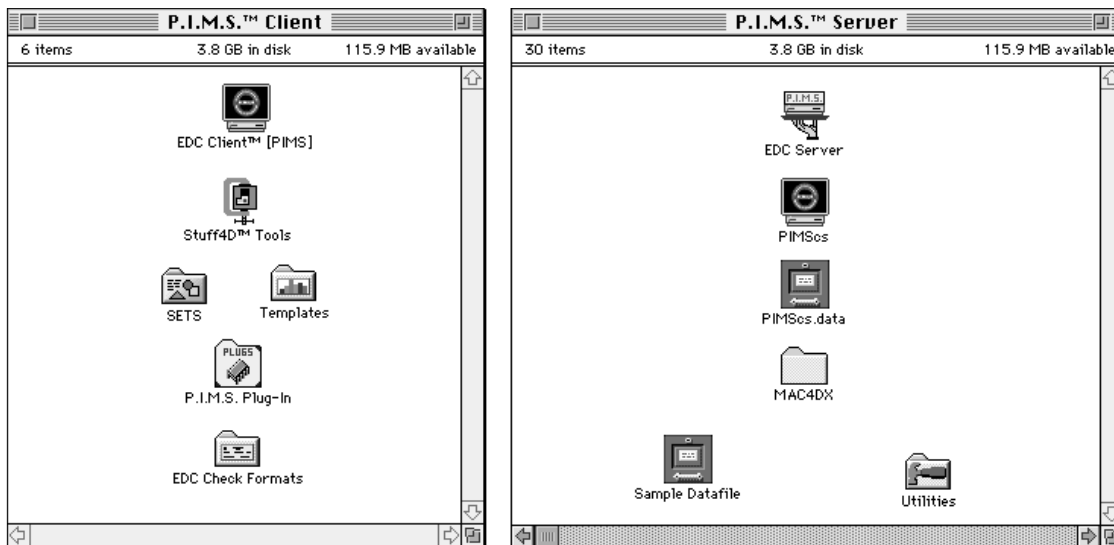 P.I.M.S.™ Client
6 items 3.8 GB in disk 115.9 MB available
EDC Client™ [PIMS]
Stuff4D™ Tools
SETS
Templates
PLUGS
P.I.M.S. Plug-In
EDC Check Formats
P.I.M.S.™ Server
30 items 3.8 GB in disk 115.9 MB available
P.I.M.S.
EDC Server
PIMScs
PIMScs.data
MAC4DX
Sample Datafile
Utilities